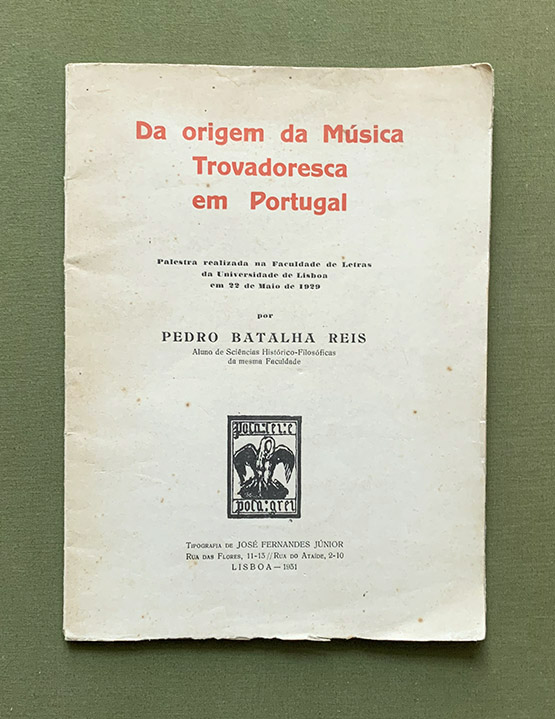 Da origem da Música
Trovadoresca
em Portugal
Palestra realizada na Faculdade de Letras
da Universidade de Lisboa
em 22 de Maio de 1929
por
PEDRO BATALHA REIS
Aluno de Sciências Histórico-Filosóficas
da mesma Faculdade
pola:lei:e
pola:grei
TIPOGRAFIA DE JOSÉ FERNANDES JÚNIOR
RUA DAS FLORES, 11-13 // RUA DO ATAÍDE, 2-10
LISBOA — 1931